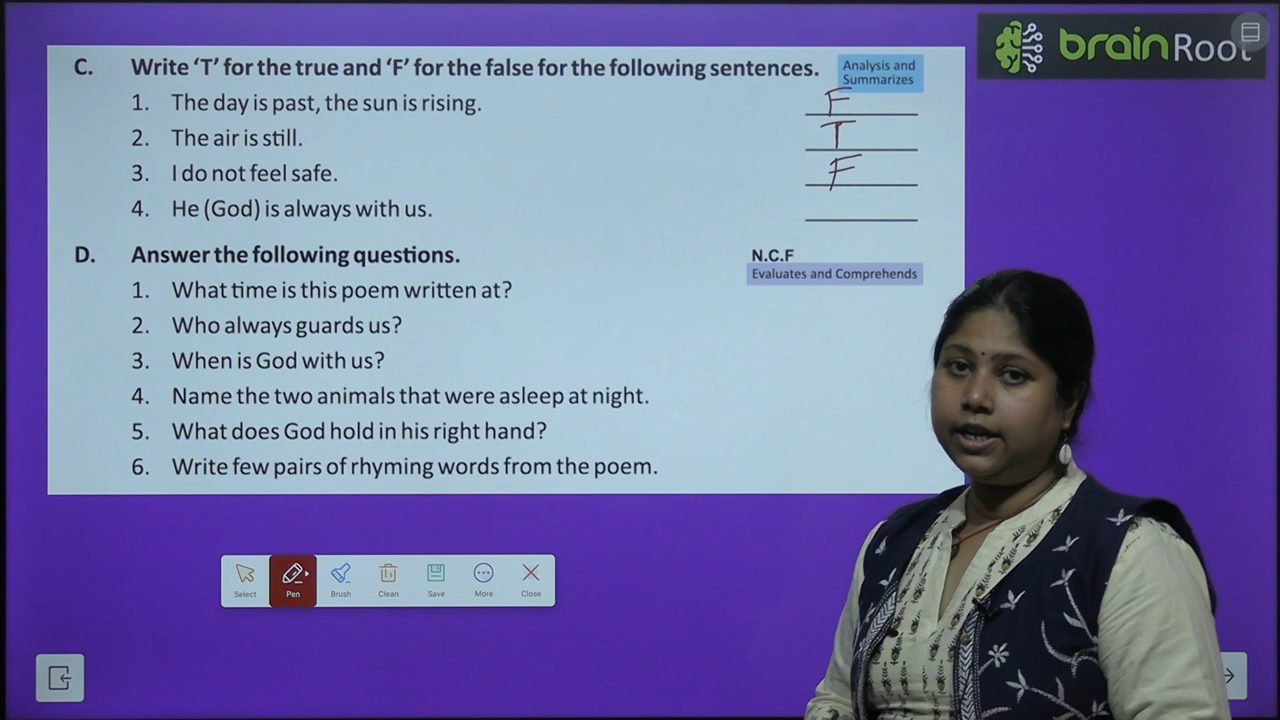 brainRoot
C. Write ‘T’ for the true and ‘F’ for the false for the following sentences.
Analysis and
Summarizes
1. The day is past, the sun is rising. F
2. The air is still. T
3. I do not feel safe. F
4. He (God) is always with us.
D. Answer the following questions.
N.C.F
Evaluates and Comprehends
1. What time is this poem written at?
2. Who always guards us?
3. When is God with us?
4. Name the two animals that were asleep at night.
5. What does God hold in his right hand?
6. Write few pairs of rhyming words from the poem.
Select Pen Brush Clean Save More Close